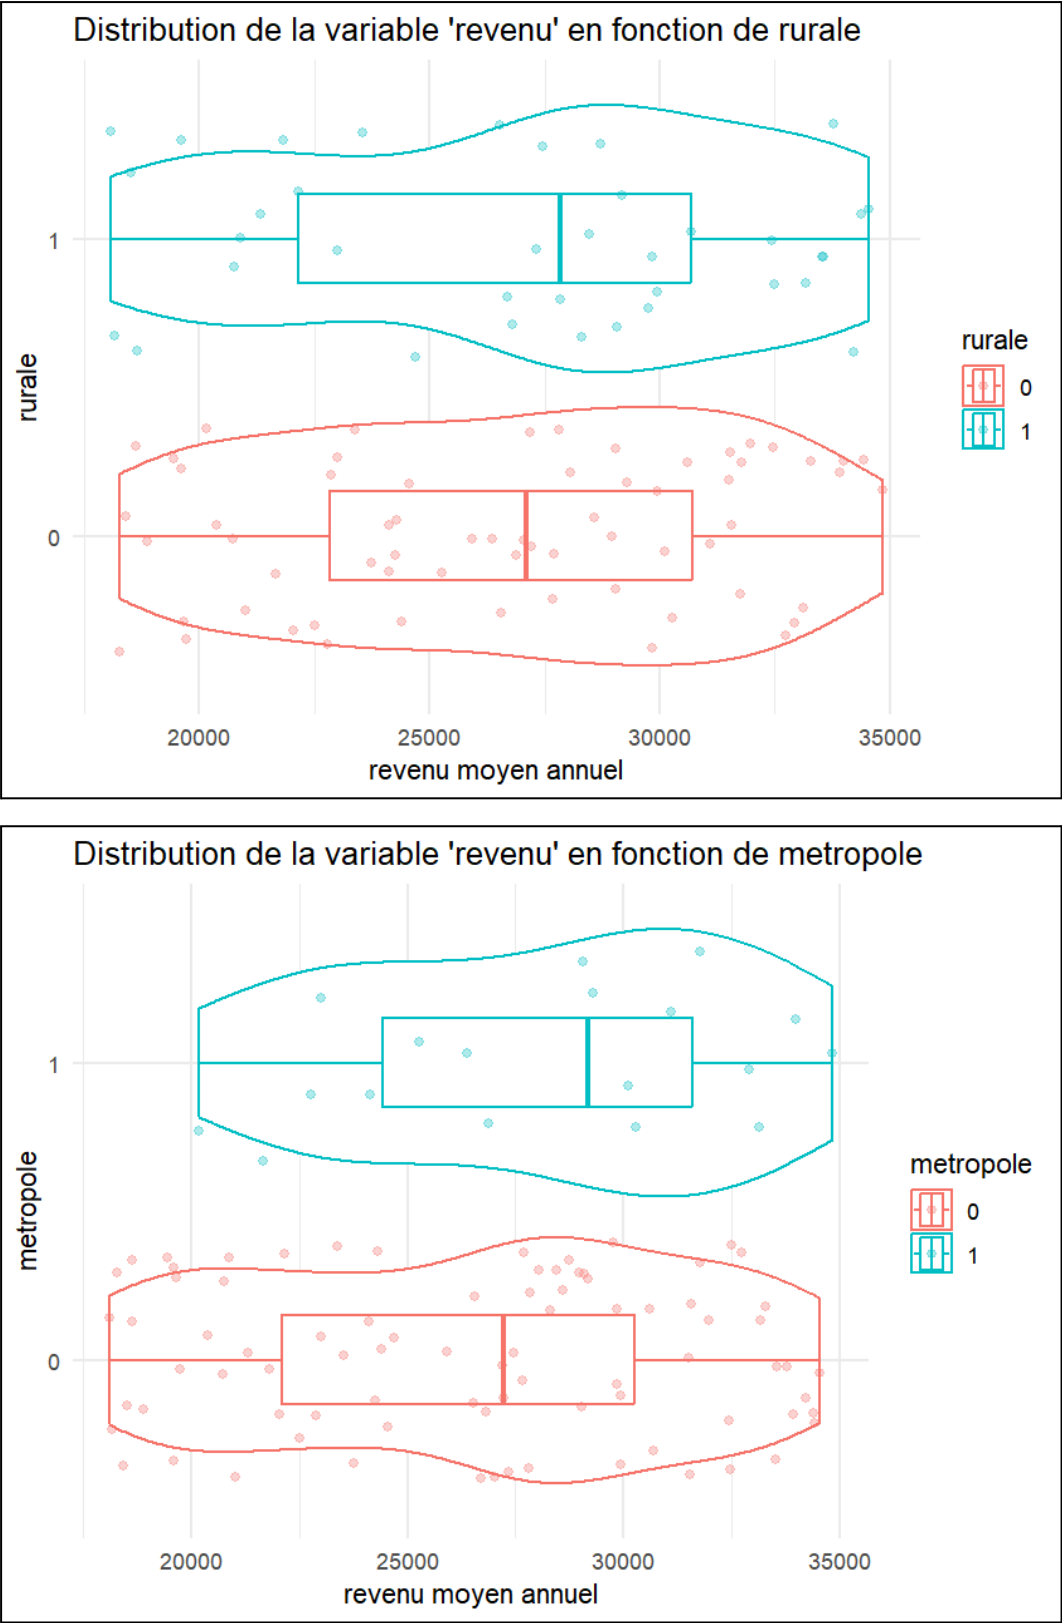 Distribution de la variable 'revenu' en fonction de rurale
1
0
rurale
20000 25000 30000 35000
revenu moyen annuel
rurale
0
1
Distribution de la variable 'revenu' en fonction de metropole
1
0
metropole
20000 25000 30000 35000
revenu moyen annuel
metropole
0
1